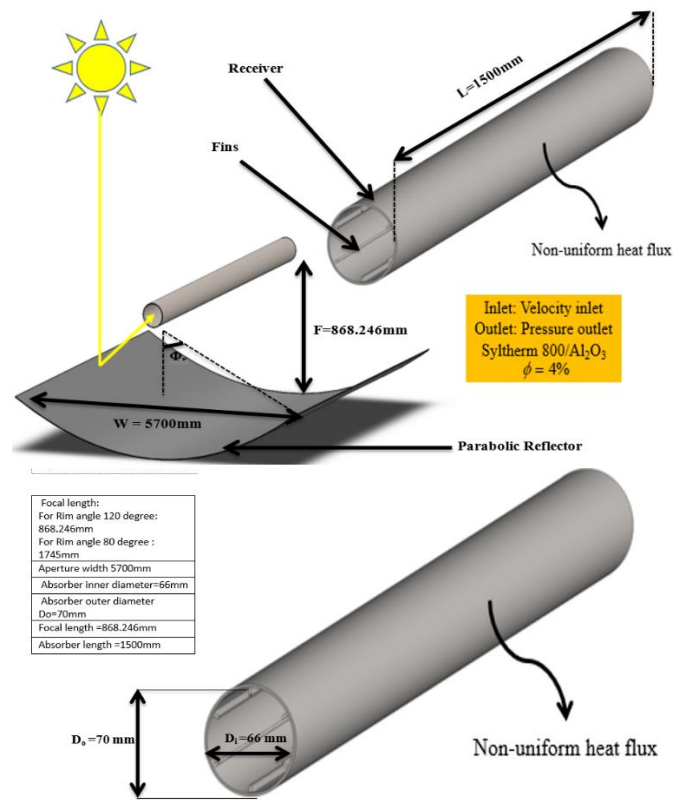 Receiver
L=1500mm
Fins
Non-uniform heat flux
F=868.246mm
Inlet: Velocity inlet
Outlet: Pressure outlet
Syltherm 800/Al₂O₃
ϕ = 4%
Φr
W = 5700mm
Parabolic Reflector
Focal length:
For Rim angle 120 degree:
868.246mm
For Rim angle 80 degree :
1745mm
Aperture width 5700mm
Absorber inner diameter=66mm
Absorber outer diameter
Do=70mm
Focal length =868.246mm
Absorber length =1500mm
Dₒ =70 mm
Dᵢ=66 mm
Non-uniform heat flux